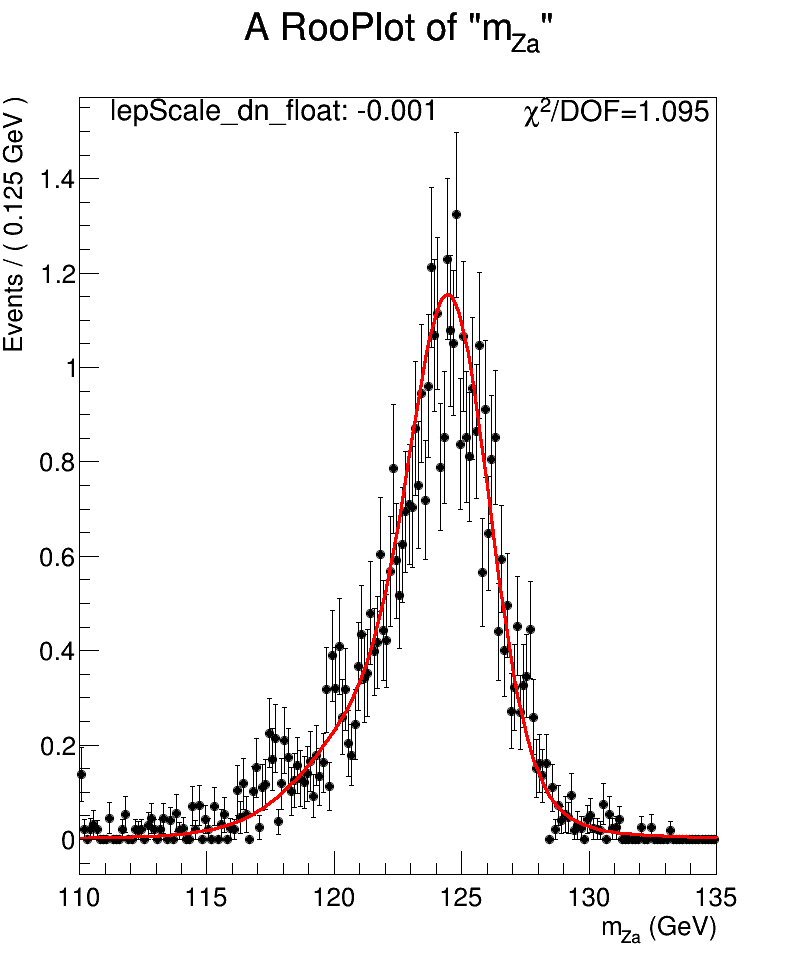 A RooPlot of "m_Za"
lepScale_dn_float: -0.001
χ²/DOF=1.095
Events / ( 0.125 GeV )
1.4
1.2
1
0.8
0.6
0.4
0.2
0
110 115 120 125 130 135
m_Za (GeV)